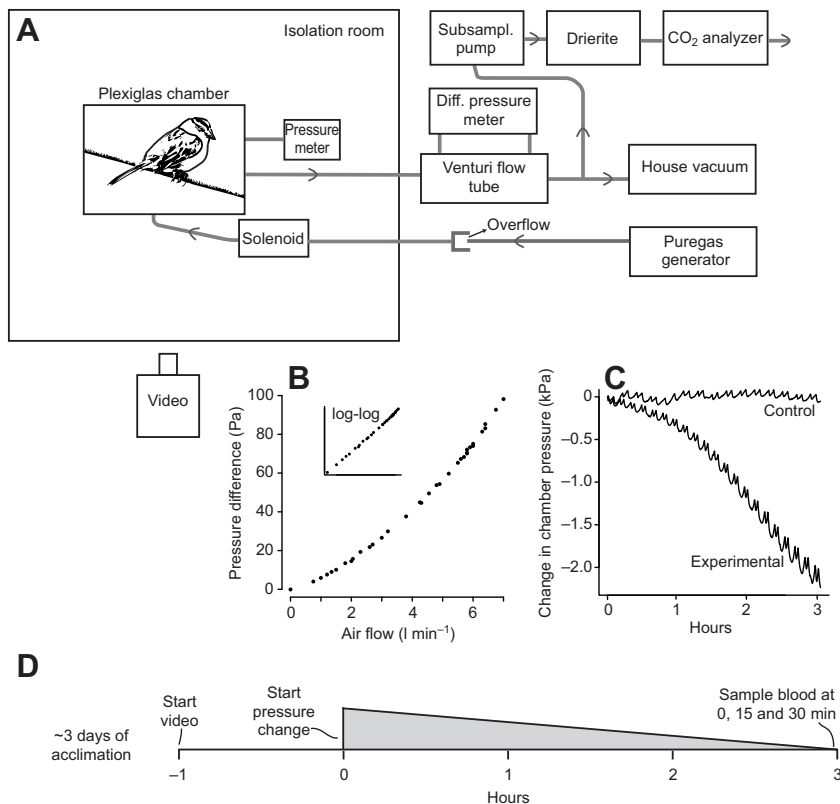 A
Isolation room
Plexiglas chamber
Pressure
meter
Solenoid
Video
Subsampl.
pump
Drierite
CO2 analyzer
Diff. pressure
meter
Venturi flow
tube
House vacuum
Overflow
Puregas
generator
B
Pressure difference (Pa)
100
80
60
40
20
0
log-log
0
2
4
6
Air flow (l min–1)
C
Change in chamber pressure (kPa)
0
–0.5
–1.0
–1.5
–2.0
Control
Experimental
0
1
2
3
Hours
D
~3 days of
acclimation
Start
video
Start
pressure
change
Sample blood at
0, 15 and 30 min
–1
0
1
2
3
Hours